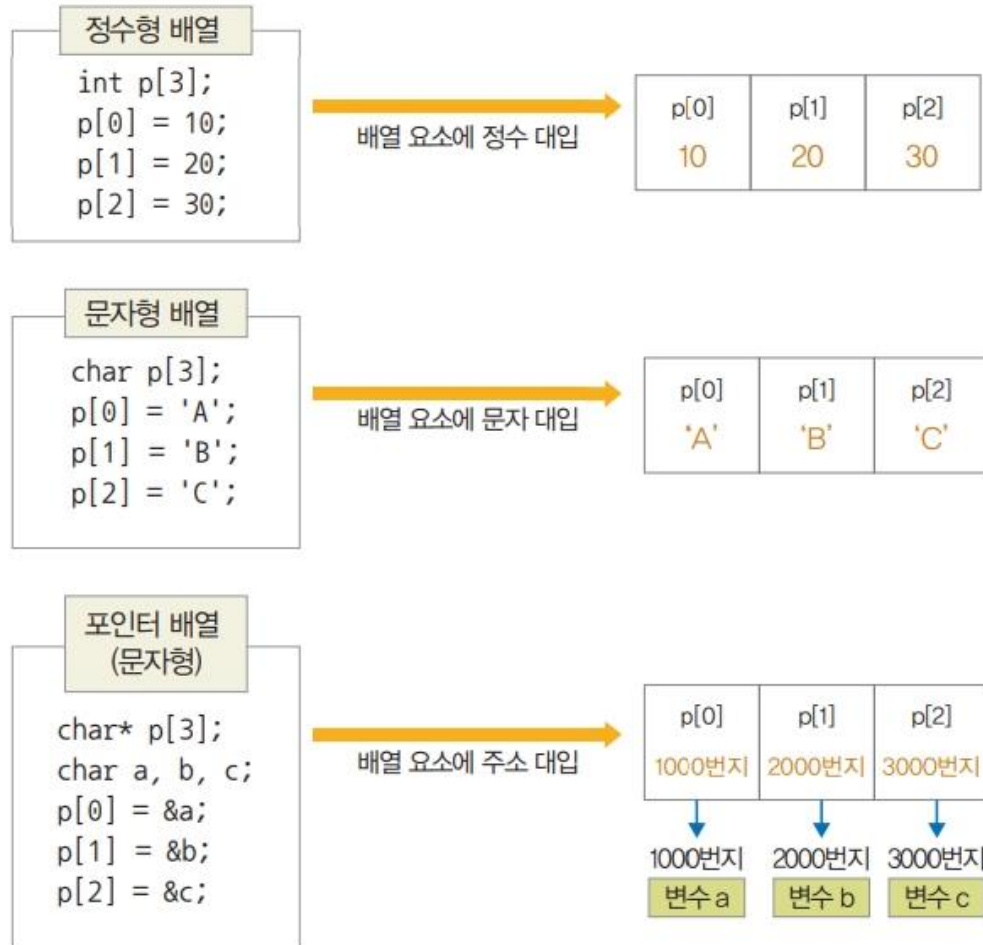 정수형 배열
int p[3];
p[0] = 10;
p[1] = 20;
p[2] = 30;
배열 요소에 정수 대입
p[0] p[1] p[2]
10 20 30
문자형 배열
char p[3];
p[0] = 'A';
p[1] = 'B';
p[2] = 'C';
배열 요소에 문자 대입
p[0] p[1] p[2]
‘A’ ‘B’ ‘C’
포인터 배열
(문자형)
char* p[3];
char a, b, c;
p[0] = &a;
p[1] = &b;
p[2] = &c;
배열 요소에 주소 대입
p[0] p[1] p[2]
1000번지 2000번지 3000번지
1000번지 2000번지 3000번지
변수 a 변수 b 변수 c